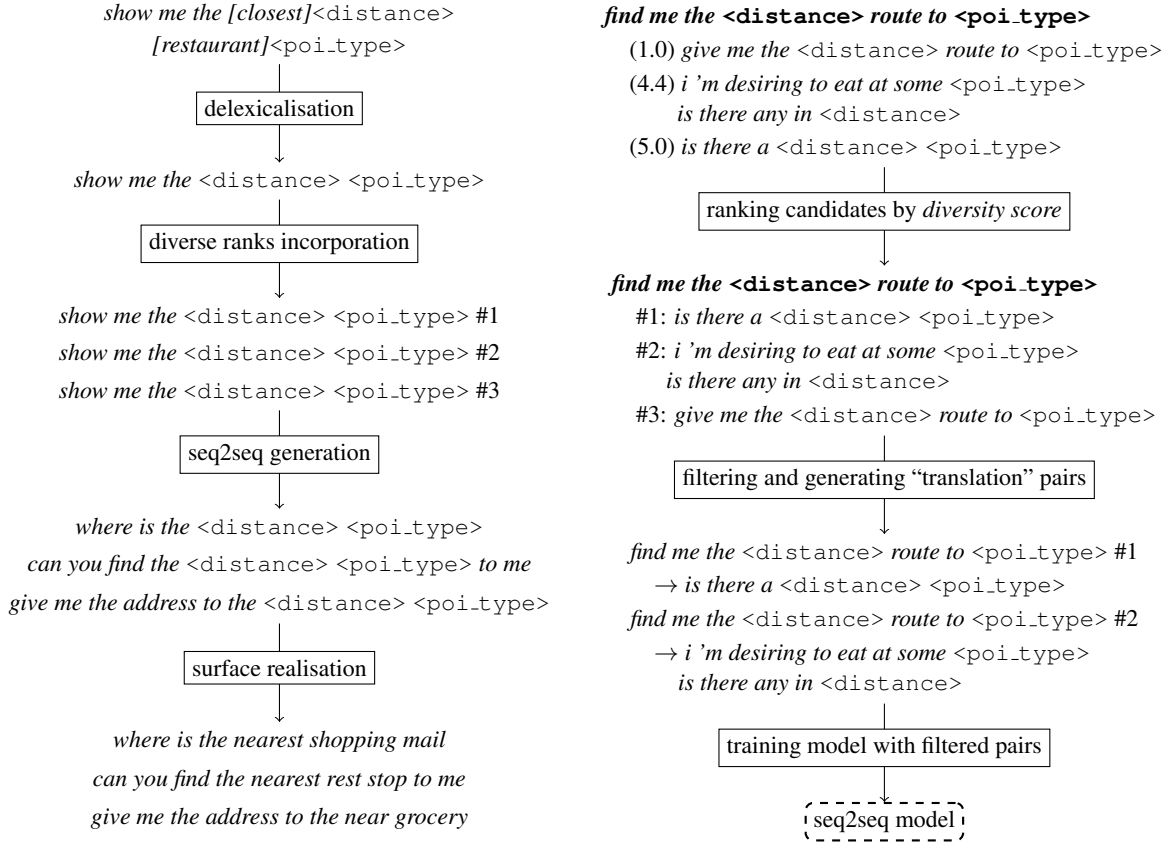 show me the [closest]<distance>
[restaurant]<poi_type>
delexicalisation
show me the <distance> <poi_type>
diverse ranks incorporation
show me the <distance> <poi_type> #1
show me the <distance> <poi_type> #2
show me the <distance> <poi_type> #3
seq2seq generation
where is the <distance> <poi_type>
can you find the <distance> <poi_type> to me
give me the address to the <distance> <poi_type>
surface realisation
where is the nearest shopping mail
can you find the nearest rest stop to me
give me the address to the near grocery
find me the <distance> route to <poi_type>
(1.0) give me the <distance> route to <poi_type>
(4.4) i 'm desiring to eat at some <poi_type>
is there any in <distance>
(5.0) is there a <distance> <poi_type>
ranking candidates by diversity score
find me the <distance> route to <poi_type>
#1: is there a <distance> <poi_type>
#2: i 'm desiring to eat at some <poi_type>
is there any in <distance>
#3: give me the <distance> route to <poi_type>
filtering and generating “translation” pairs
find me the <distance> route to <poi_type> #1
→ is there a <distance> <poi_type>
find me the <distance> route to <poi_type> #2
→ i 'm desiring to eat at some <poi_type>
is there any in <distance>
training model with filtered pairs
seq2seq model